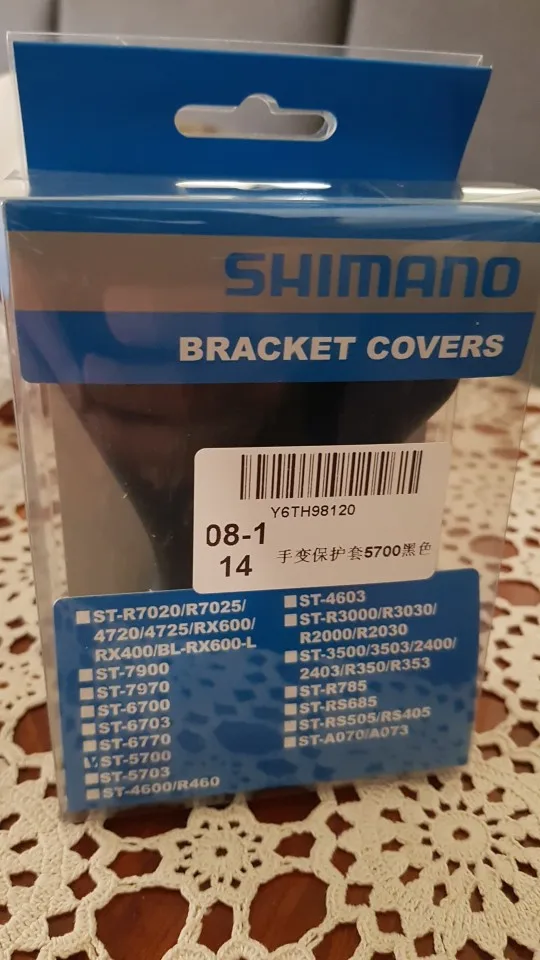 SHIMANO
BRACKET COVERS
Y6TH98120
08-1
14
手变保护套5700黑色
ST-R7020/R7025/
4720/4725/RX600/
RX400/BL-RX600-L
ST-7900
ST-7970
ST-6700
ST-6703
ST-6770
ST-5700
ST-5703
ST-4600/R460
ST-4603
ST-R3000/R3030/
R2000/R2030
ST-3500/3503/2400/
2403/R350/R353
ST-R785
ST-RS685
ST-RS505/RS405
ST-A070/A073